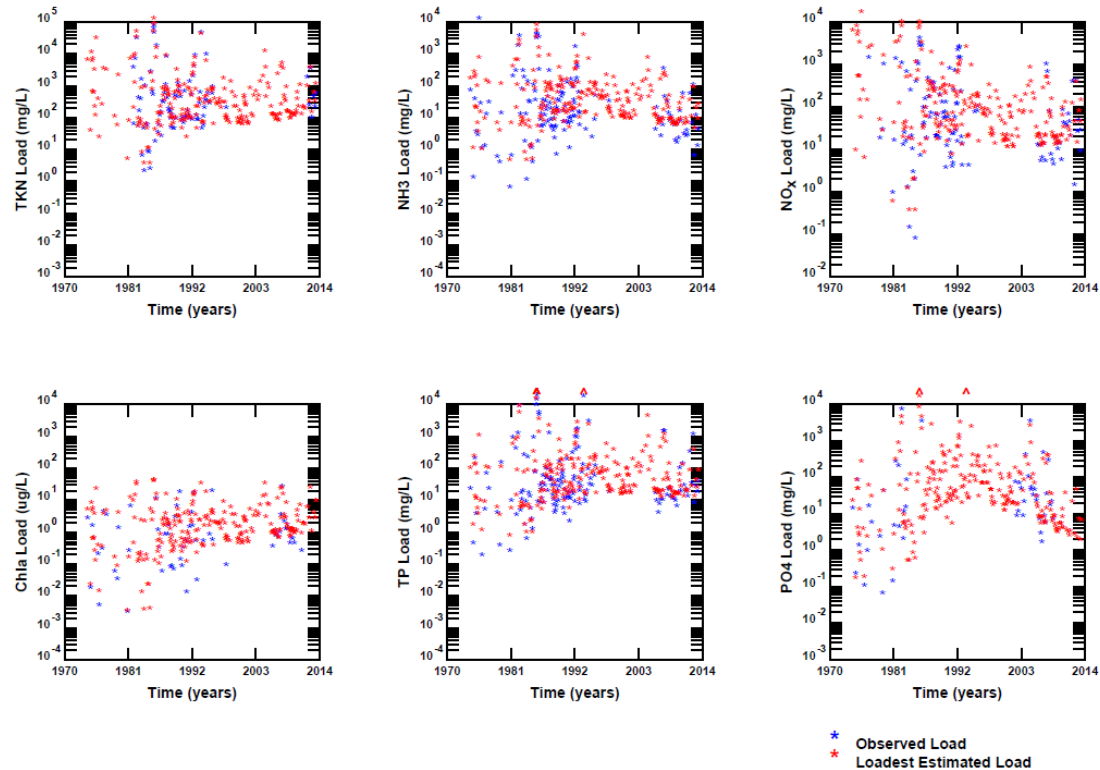 TKN Load (mg/L)
10^5
10^4
10^3
10^2
10^1
10^0
10^-1
10^-2
10^-3
1970 1981 1992 2003 2014
Time (years)
NH3 Load (mg/L)
10^4
10^3
10^2
10^1
10^0
10^-1
10^-2
10^-3
10^-4
1970 1981 1992 2003 2014
Time (years)
NOX Load (mg/L)
10^4
10^3
10^2
10^1
10^0
10^-1
10^-2
1970 1981 1992 2003 2014
Time (years)
Chla Load (ug/L)
10^4
10^3
10^2
10^1
10^0
10^-1
10^-2
10^-3
10^-4
1970 1981 1992 2003 2014
Time (years)
TP Load (mg/L)
10^4
10^3
10^2
10^1
10^0
10^-1
10^-2
10^-3
10^-4
1970 1981 1992 2003 2014
Time (years)
PO4 Load (mg/L)
10^4
10^3
10^2
10^1
10^0
10^-1
10^-2
10^-3
1970 1981 1992 2003 2014
Time (years)
* Observed Load
* Loadest Estimated Load